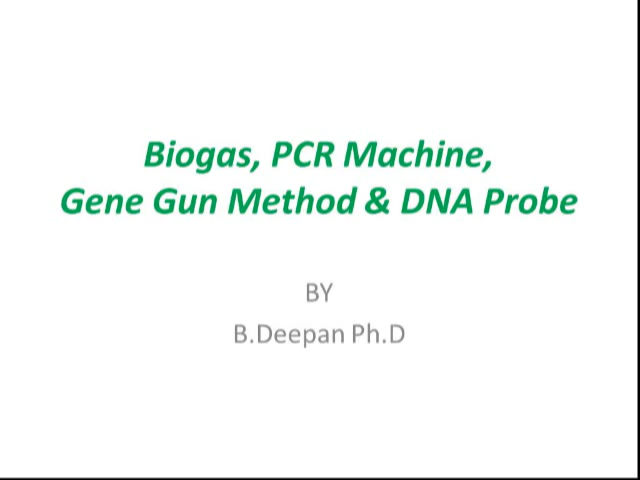 Biogas, PCR Machine,
Gene Gun Method & DNA Probe
BY
B.Deepan Ph.D